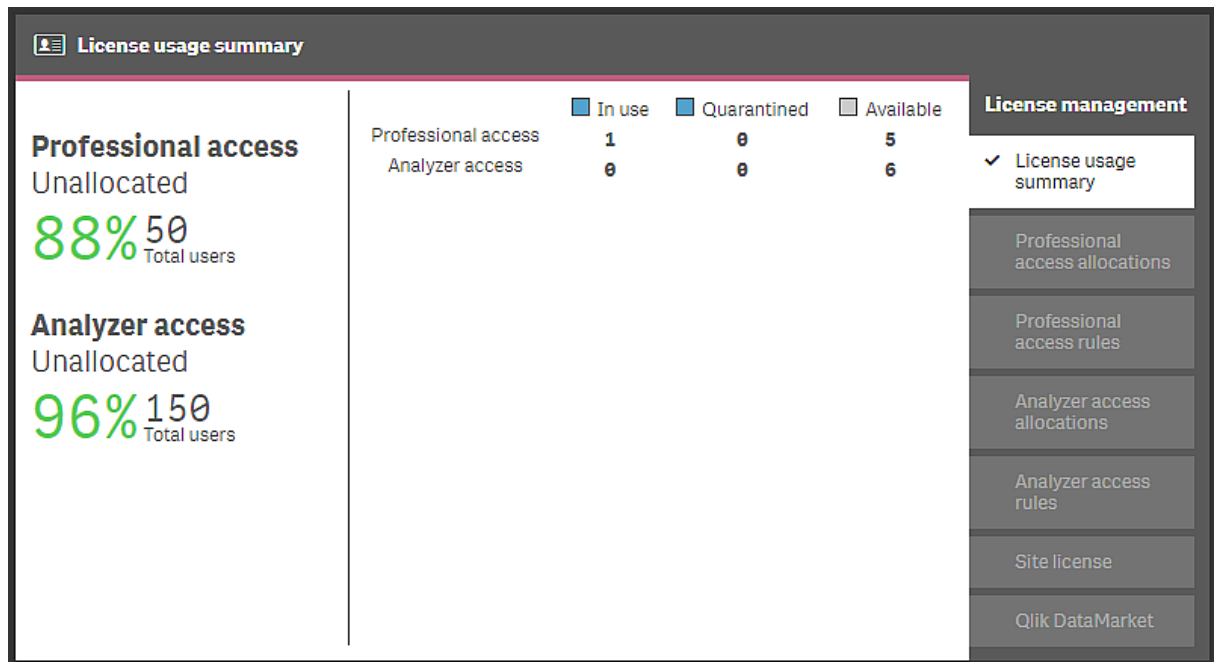 License usage summary
Professional access
Unallocated
88% 50
Total users
Analyzer access
Unallocated
96% 150
Total users
In use Quarantined Available
Professional access 1 0 5
Analyzer access 0 0 6
License management
License usage
summary
Professional
access allocations
Professional
access rules
Analyzer access
allocations
Analyzer access
rules
Site license
Qlik DataMarket